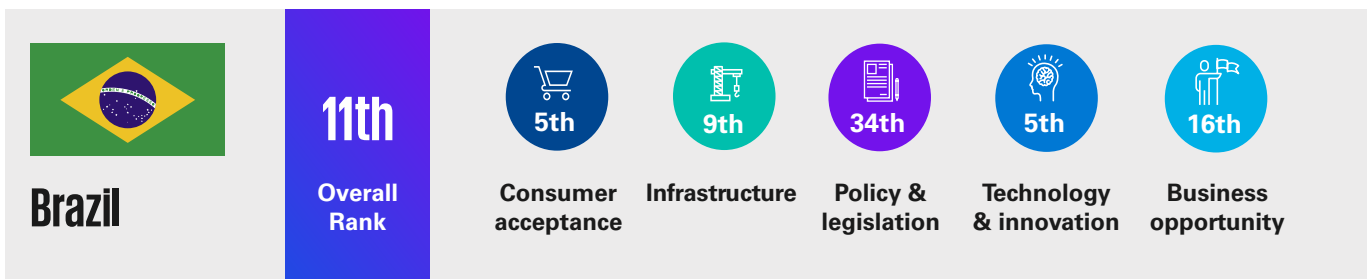 Brazil
11th
Overall
Rank
5th
Consumer
acceptance
9th
Infrastructure
34th
Policy &
legislation
5th
Technology
& innovation
16th
Business
opportunity